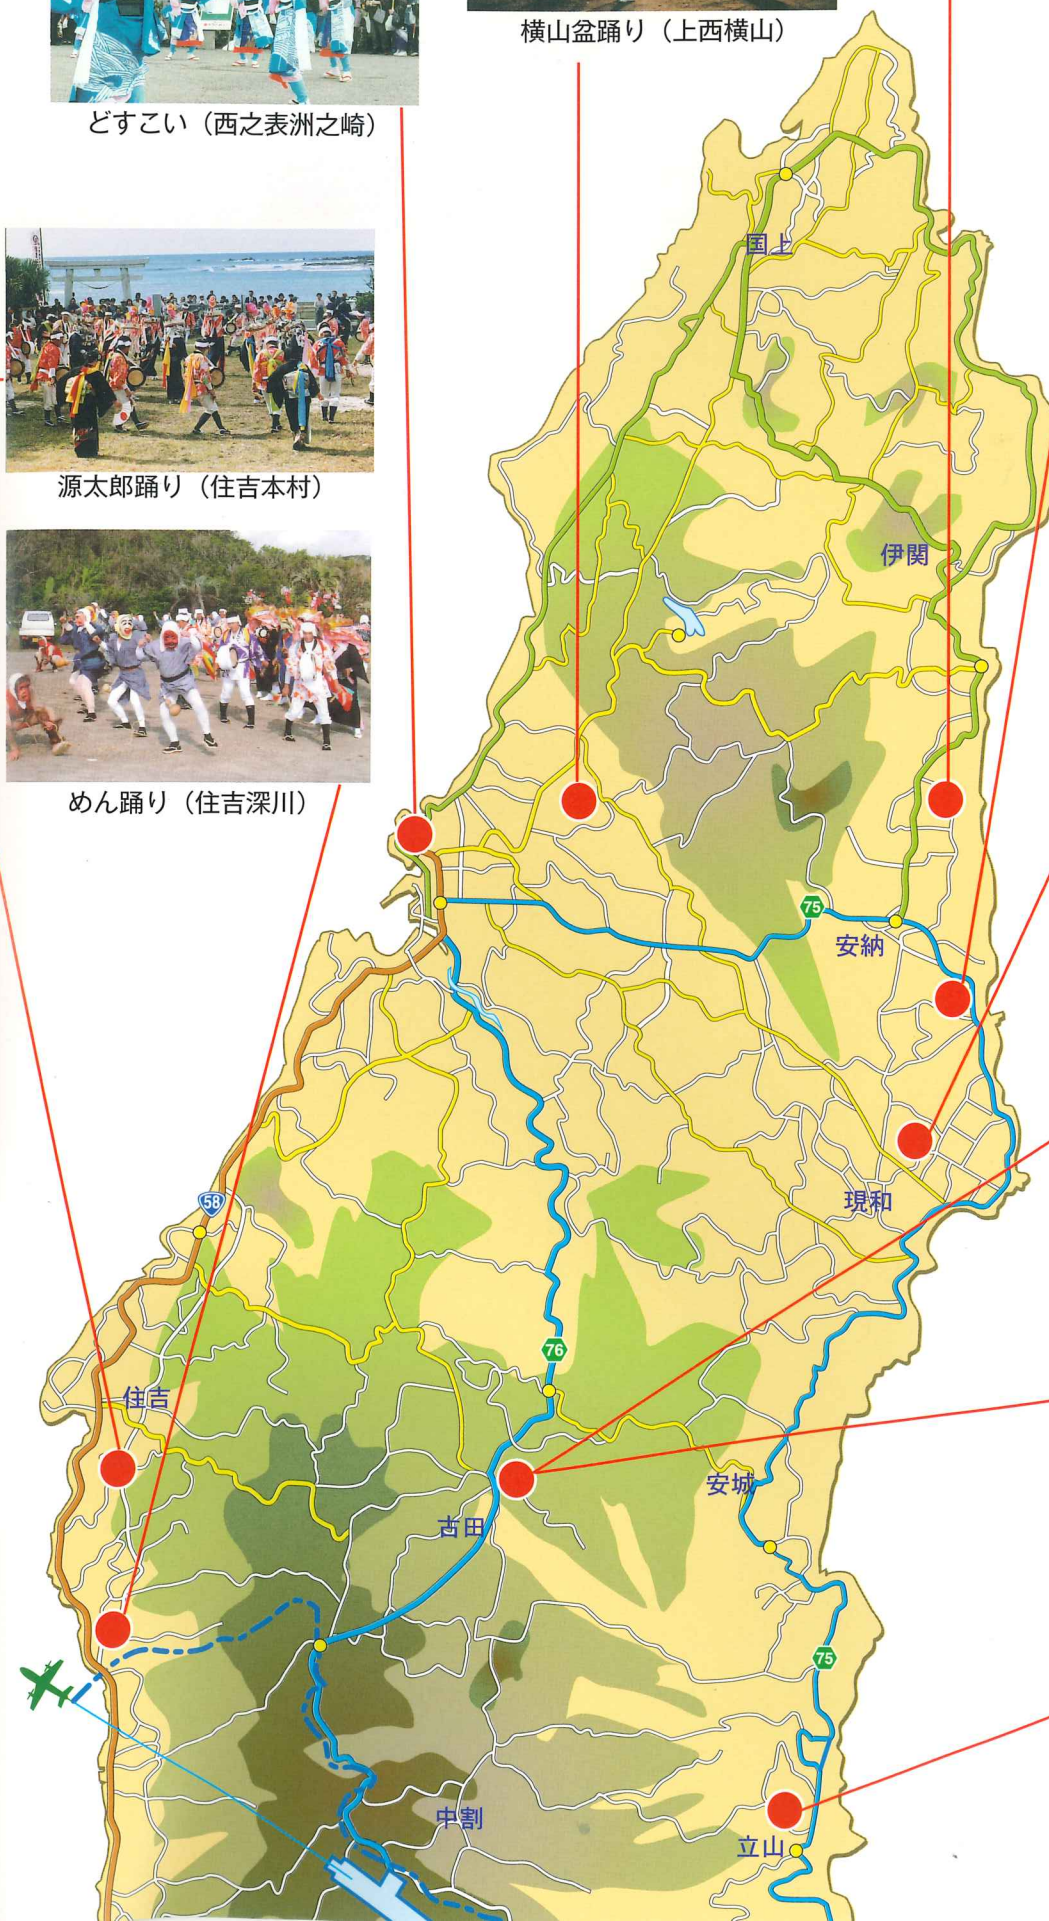 横山盆踊り（上西横山）
どすこい（西之表洲之崎）
国上
源太郎踊り（住吉本村）
伊関
めん踊り（住吉深川）
75
安納
現和
58
76
住吉
安城
古田
75
中割
立山